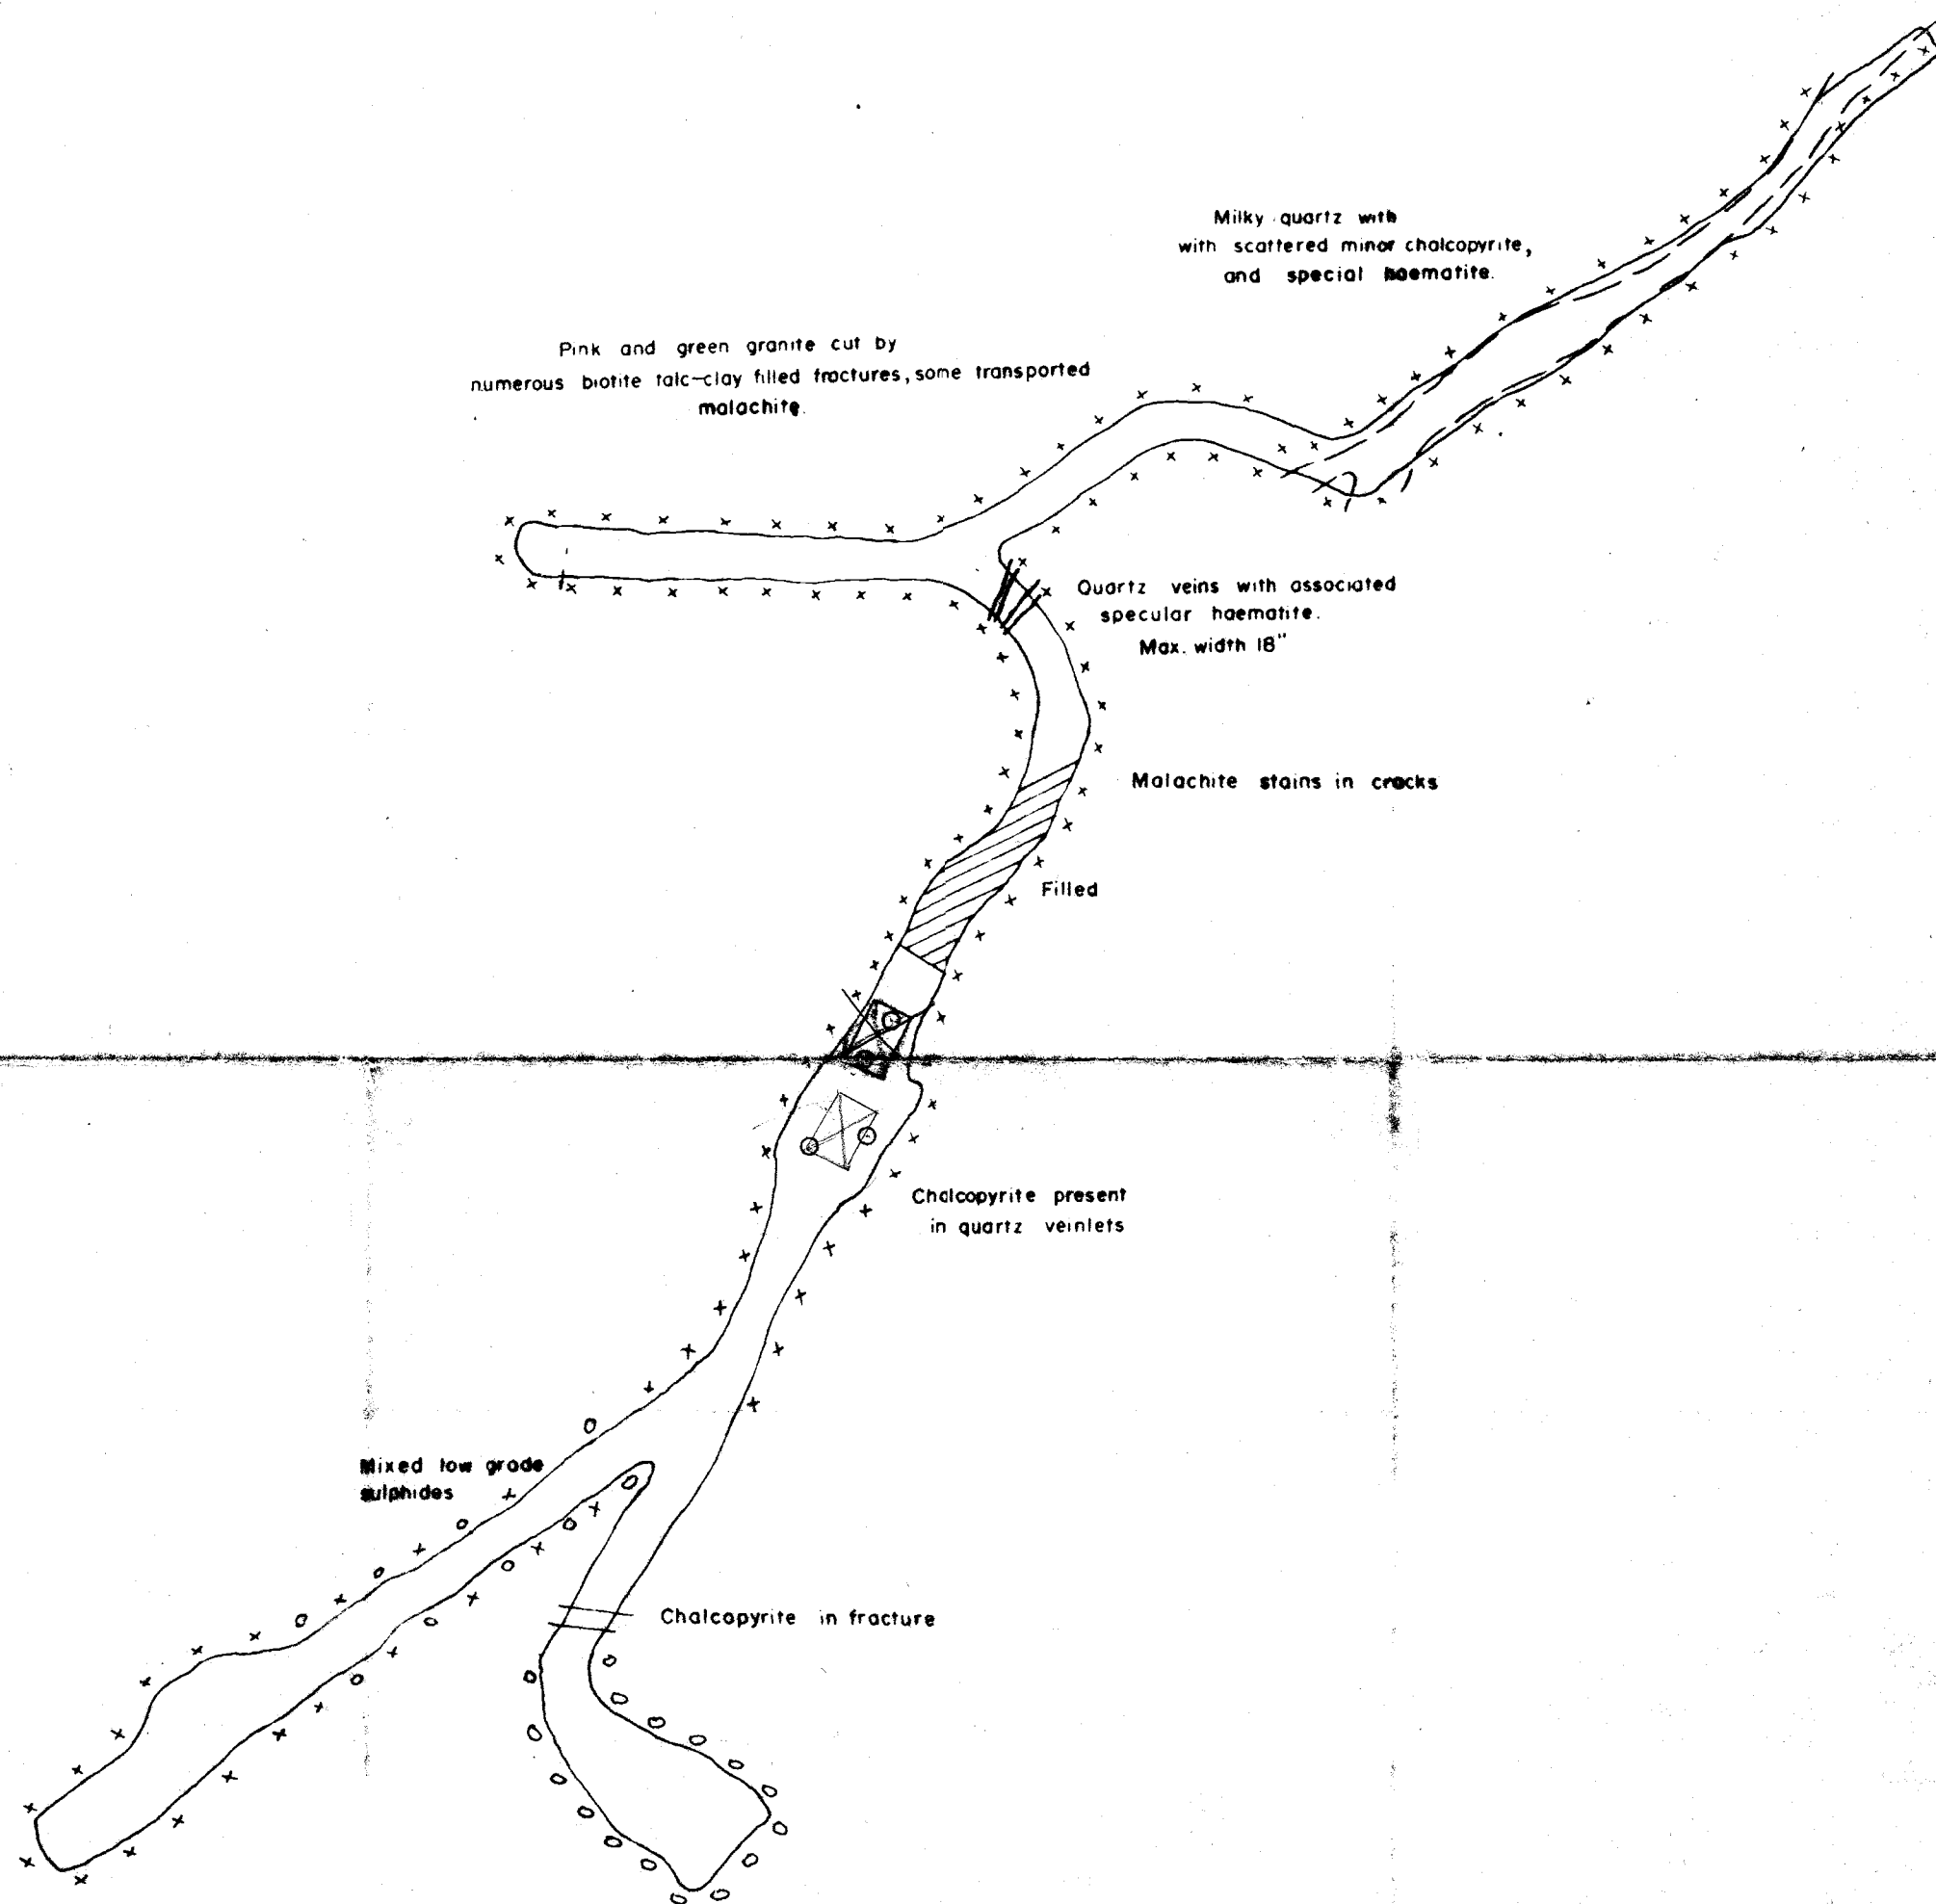 Milky quartz with
with scattered minor chalcopyrite,
and special haematite.
Pink and green granite cut by
numerous biotite talc-clay filled fractures, some transported
malachite.
Quartz veins with associated
specular haematite.
Max. width 18"
Malachite stains in cracks
Filled
Chalcopyrite present
in quartz veinlets
Mixed low grade
sulphides
Chalcopyrite in fracture